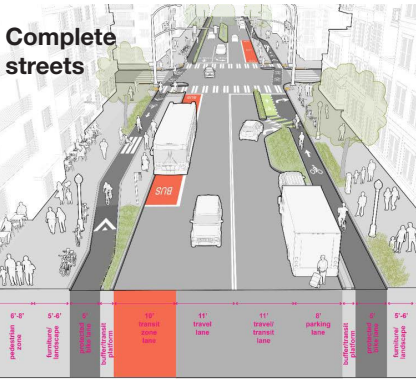 Complete
streets
BUS
BUS
6'-8'
pedestrian
zone
5'-6'
furniture/
landscape
protected
bike lane
buffer/transit
platform
10'
transit
zone
lane
11'
travel
lane
11'
travel/
transit
lane
8'
parking
lane
buffer/transit
platform
protected
bike lane
5'-6'
furniture/
landscape